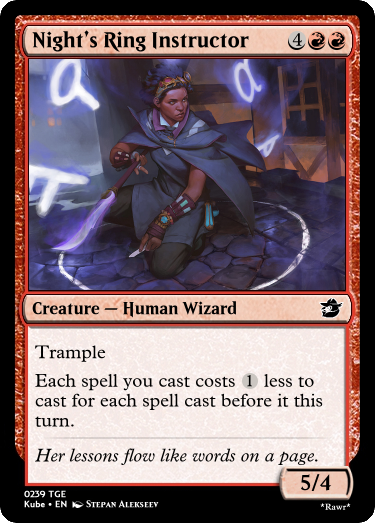 Night's Ring Instructor 4
Creature — Human Wizard
Trample
Each spell you cast costs 1 less to
cast for each spell cast before it this
turn.
Her lessons flow like words on a page.
5/4
0239 TGE
Kube • EN Stepan Alekseev
*Rawr*